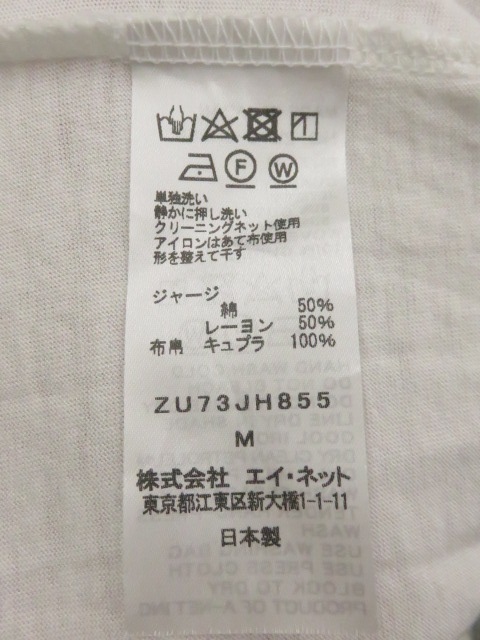 F W
単独洗い
静かに押し洗い
クリーニングネット使用
アイロンはあて布使用
形を整えて干す
ジャージ
綿 50%
レーヨン 50%
布帛 キュプラ 100%
ZU73JH855
M
株式会社 エイ・ネット
東京都江東区新大橋1-1-11
日本製